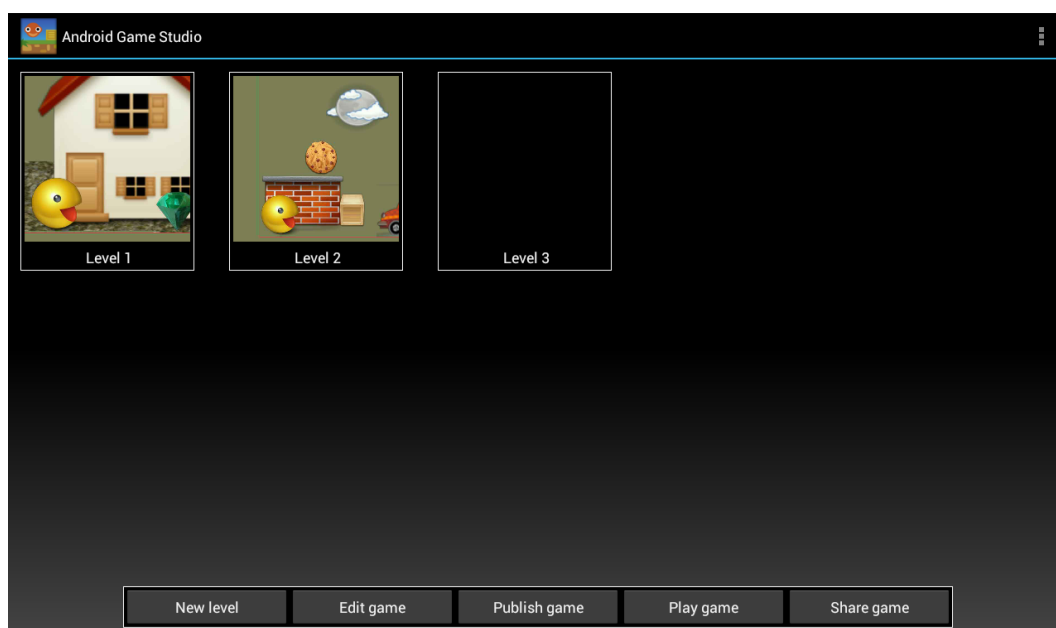 Android Game Studio
Level 1
Level 2
Level 3
New level
Edit game
Publish game
Play game
Share game